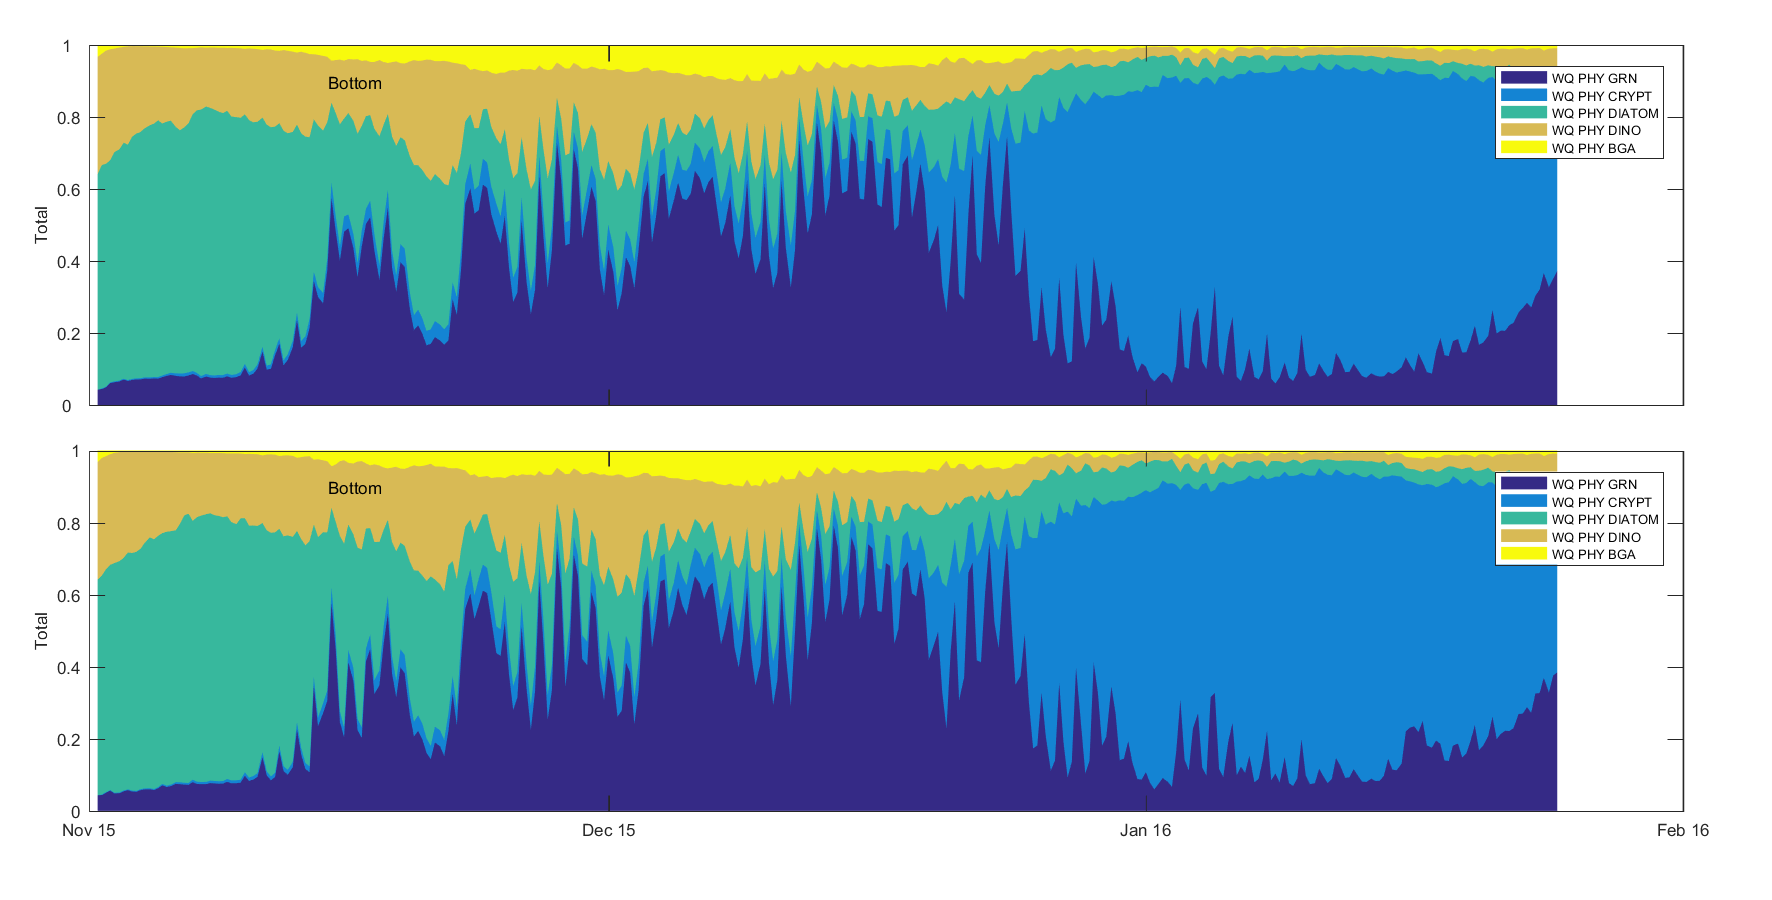 1
0.8
0.6
0.4
0.2
0
Total
Bottom
WQ PHY GRN
WQ PHY CRYPT
WQ PHY DIATOM
WQ PHY DINO
WQ PHY BGA
1
0.8
0.6
0.4
0.2
0
Total
Bottom
WQ PHY GRN
WQ PHY CRYPT
WQ PHY DIATOM
WQ PHY DINO
WQ PHY BGA
Nov 15 Dec 15 Jan 16 Feb 16